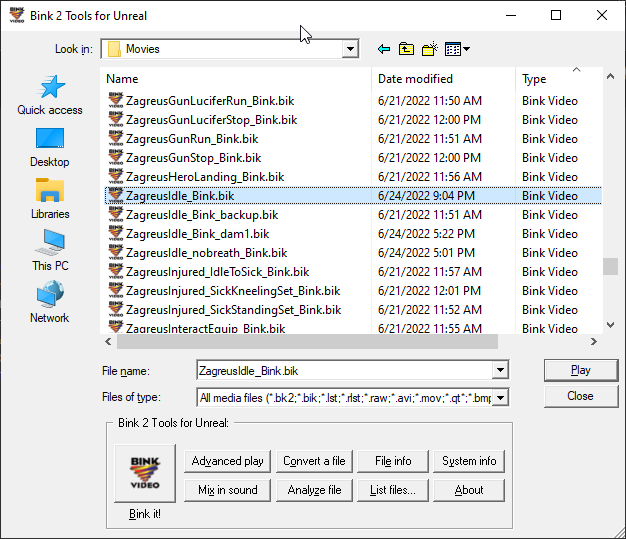 Bink 2 Tools for Unreal
Look in: Movies
Quick access
Desktop
Libraries
This PC
Network
Name Date modified Type
ZagreusGunLuciferRun_Bink.bik 6/21/2022 11:50 AM Bink Video
ZagreusGunLuciferStop_Bink.bik 6/21/2022 12:00 PM Bink Video
ZagreusGunRun_Bink.bik 6/21/2022 11:51 AM Bink Video
ZagreusGunStop_Bink.bik 6/21/2022 12:00 PM Bink Video
ZagreusHeroLanding_Bink.bik 6/21/2022 11:56 AM Bink Video
ZagreusIdle_Bink.bik 6/24/2022 9:04 PM Bink Video
ZagreusIdle_Bink_backup.bik 6/21/2022 11:51 AM Bink Video
ZagreusIdle_Bink_dam1.bik 6/24/2022 5:22 PM Bink Video
ZagreusIdle_nobreath_Bink.bik 6/24/2022 5:01 PM Bink Video
ZagreusInjured_IdleToSick_Bink.bik 6/21/2022 11:57 AM Bink Video
ZagreusInjured_SickKneelingSet_Bink.bik 6/21/2022 12:01 PM Bink Video
ZagreusInjured_SickStandingSet_Bink.bik 6/21/2022 11:52 AM Bink Video
ZagreusInteractEquip_Bink.bik 6/21/2022 11:55 AM Bink Video
File name: ZagreusIdle_Bink.bik Play
Files of type: All media files (*.bk2;*.bik;*.lst;*.rlst;*.raw;*.avi;*.mov;*.qt*;*.bmp Close
Bink 2 Tools for Unreal:
BINK
VIDEO
Bink it!
Advanced play Convert a file File info System info
Mix in sound Analyze file List files... About